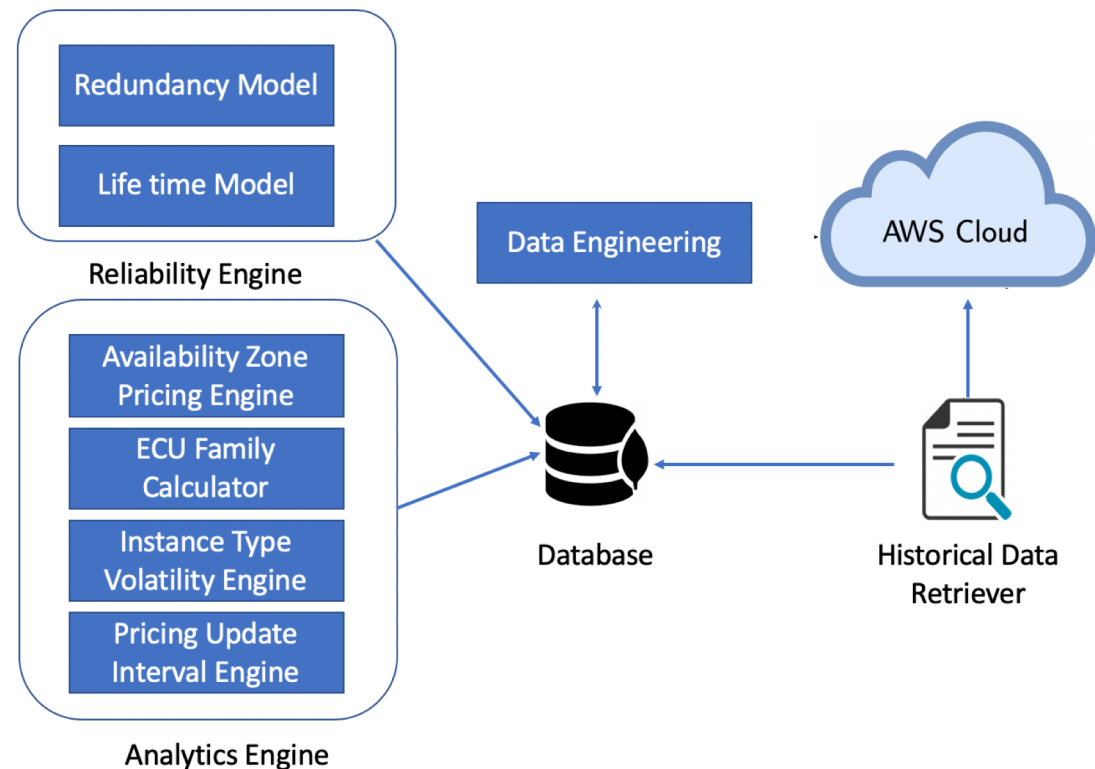 Redundancy Model
Life time Model
Reliability Engine
Availability Zone
Pricing Engine
ECU Family
Calculator
Instance Type
Volatility Engine
Pricing Update
Interval Engine
Analytics Engine
Data Engineering
Database
AWS Cloud
Historical Data
Retriever